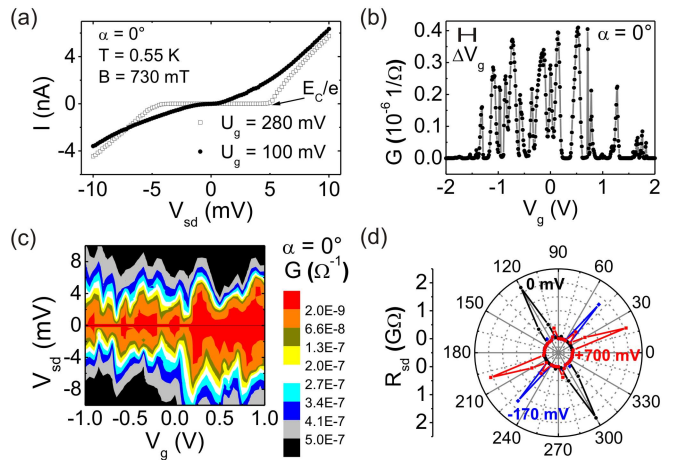 (a)
α = 0°
T = 0.55 K
B = 730 mT
E_C/e
U_g = 280 mV
U_g = 100 mV
I (nA)
4
0
-4
-10 -5 0 5 10
V_sd (mV)
(b)
ΔV_g
α = 0°
G (10⁻⁶ 1/Ω)
0.4
0.3
0.2
0.1
0.0
-2 -1 0 1 2
V_g (V)
(c)
V_sd (mV)
8
4
0
-4
-8
-1.0 -0.5 0.0 0.5 1.0
V_g (V)
α = 0°
G (Ω⁻¹)
2.0E-9
6.6E-8
1.3E-7
2.0E-7
2.7E-7
3.4E-7
4.1E-7
5.0E-7
(d)
R_sd (GΩ)
2
1
0
0
1
2
90
120
60
150
30
180
0
210
330
240
300
270
0 mV
+700 mV
-170 mV